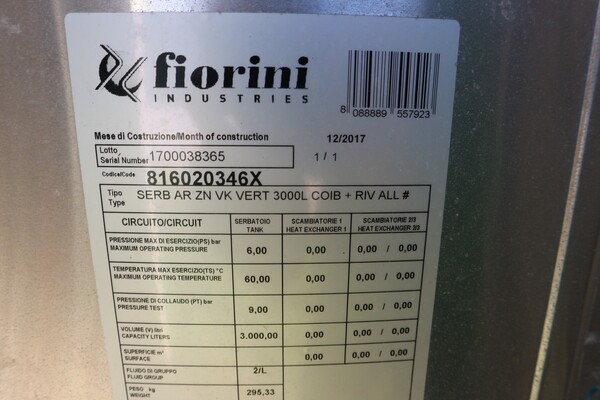 fiorini
INDUSTRIES
8 088889 557923
Mese di Costruzione/Month of construction 12/2017
Lotto
Serial Number 1700038365 1 / 1
Codice/Code 816020346X
Tipo
Type SERB AR ZN VK VERT 3000L COIB + RIV ALL #
CIRCUITO/CIRCUIT SERBATOIO TANK SCAMBIATORE 1 HEAT EXCHANGER 1 SCAMBIATORE 2/3 HEAT EXCHANGER 2/3
PRESSIONE MAX DI ESERCIZIO(PS) bar
MAXIMUM OPERATING PRESSURE 6,00 0,00 0,00 / 0,00
TEMPERATURA MAX ESERCIZIO(TS) °C
MAXIMUM OPERATING TEMPERATURE 60,00 0,00 0,00 / 0,00
PRESSIONE DI COLLAUDO (PT) bar
PRESSURE TEST 9,00 0,00 0,00 / 0,00
VOLUME (V) litri
CAPACITY LITERS 3.000,00 0,00 0,00 / 0,00
SUPERFICIE m²
SURFACE 0,00 0,00 / 0,00
FLUIDO DI GRUPPO
FLUID GROUP 2/L
PESO kg
WEIGHT 295,33